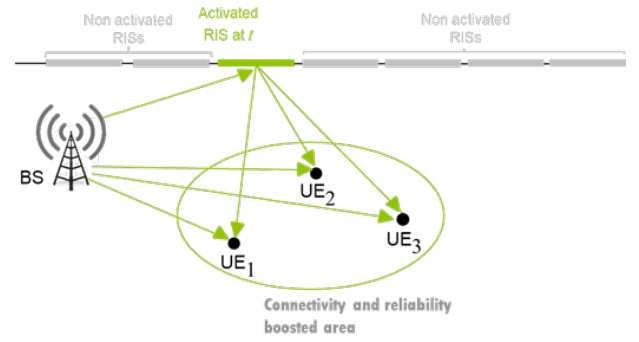 Non activated
RISs
Activated
RIS at t
Non activated
RISs
BS
UE2
UE3
UE1
Connectivity and reliability
boosted area